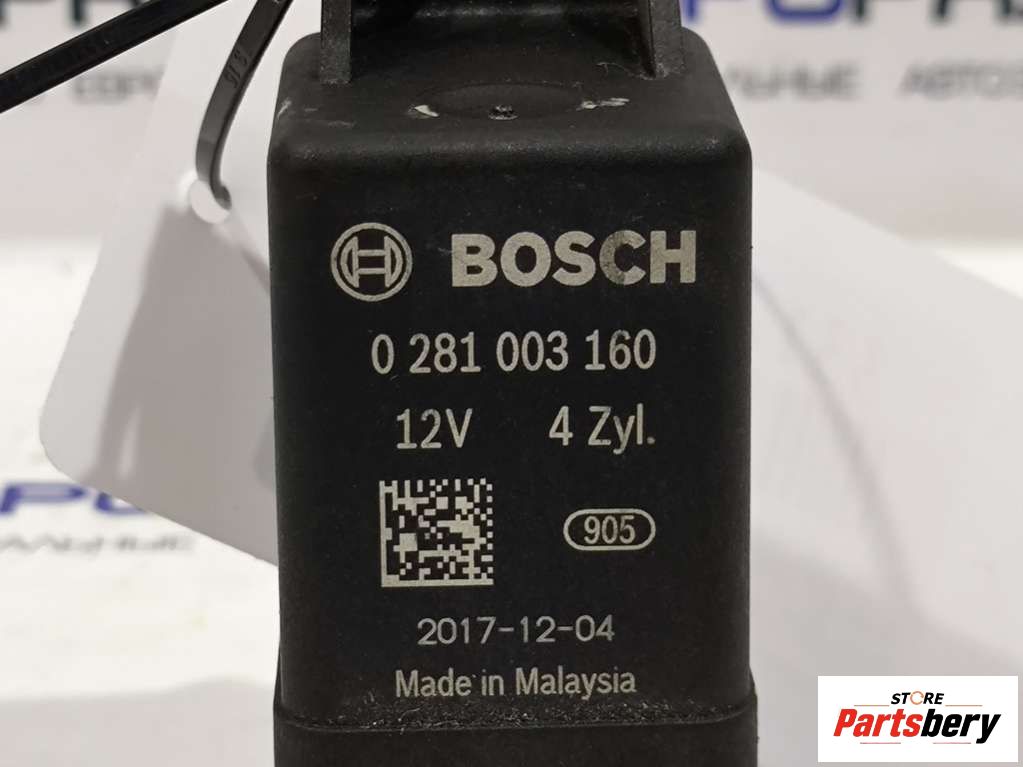 BOSCH
0 281 003 160
12V 4 Zyl.
905
2017-12-04
Made in Malaysia
STORE
Partsbery